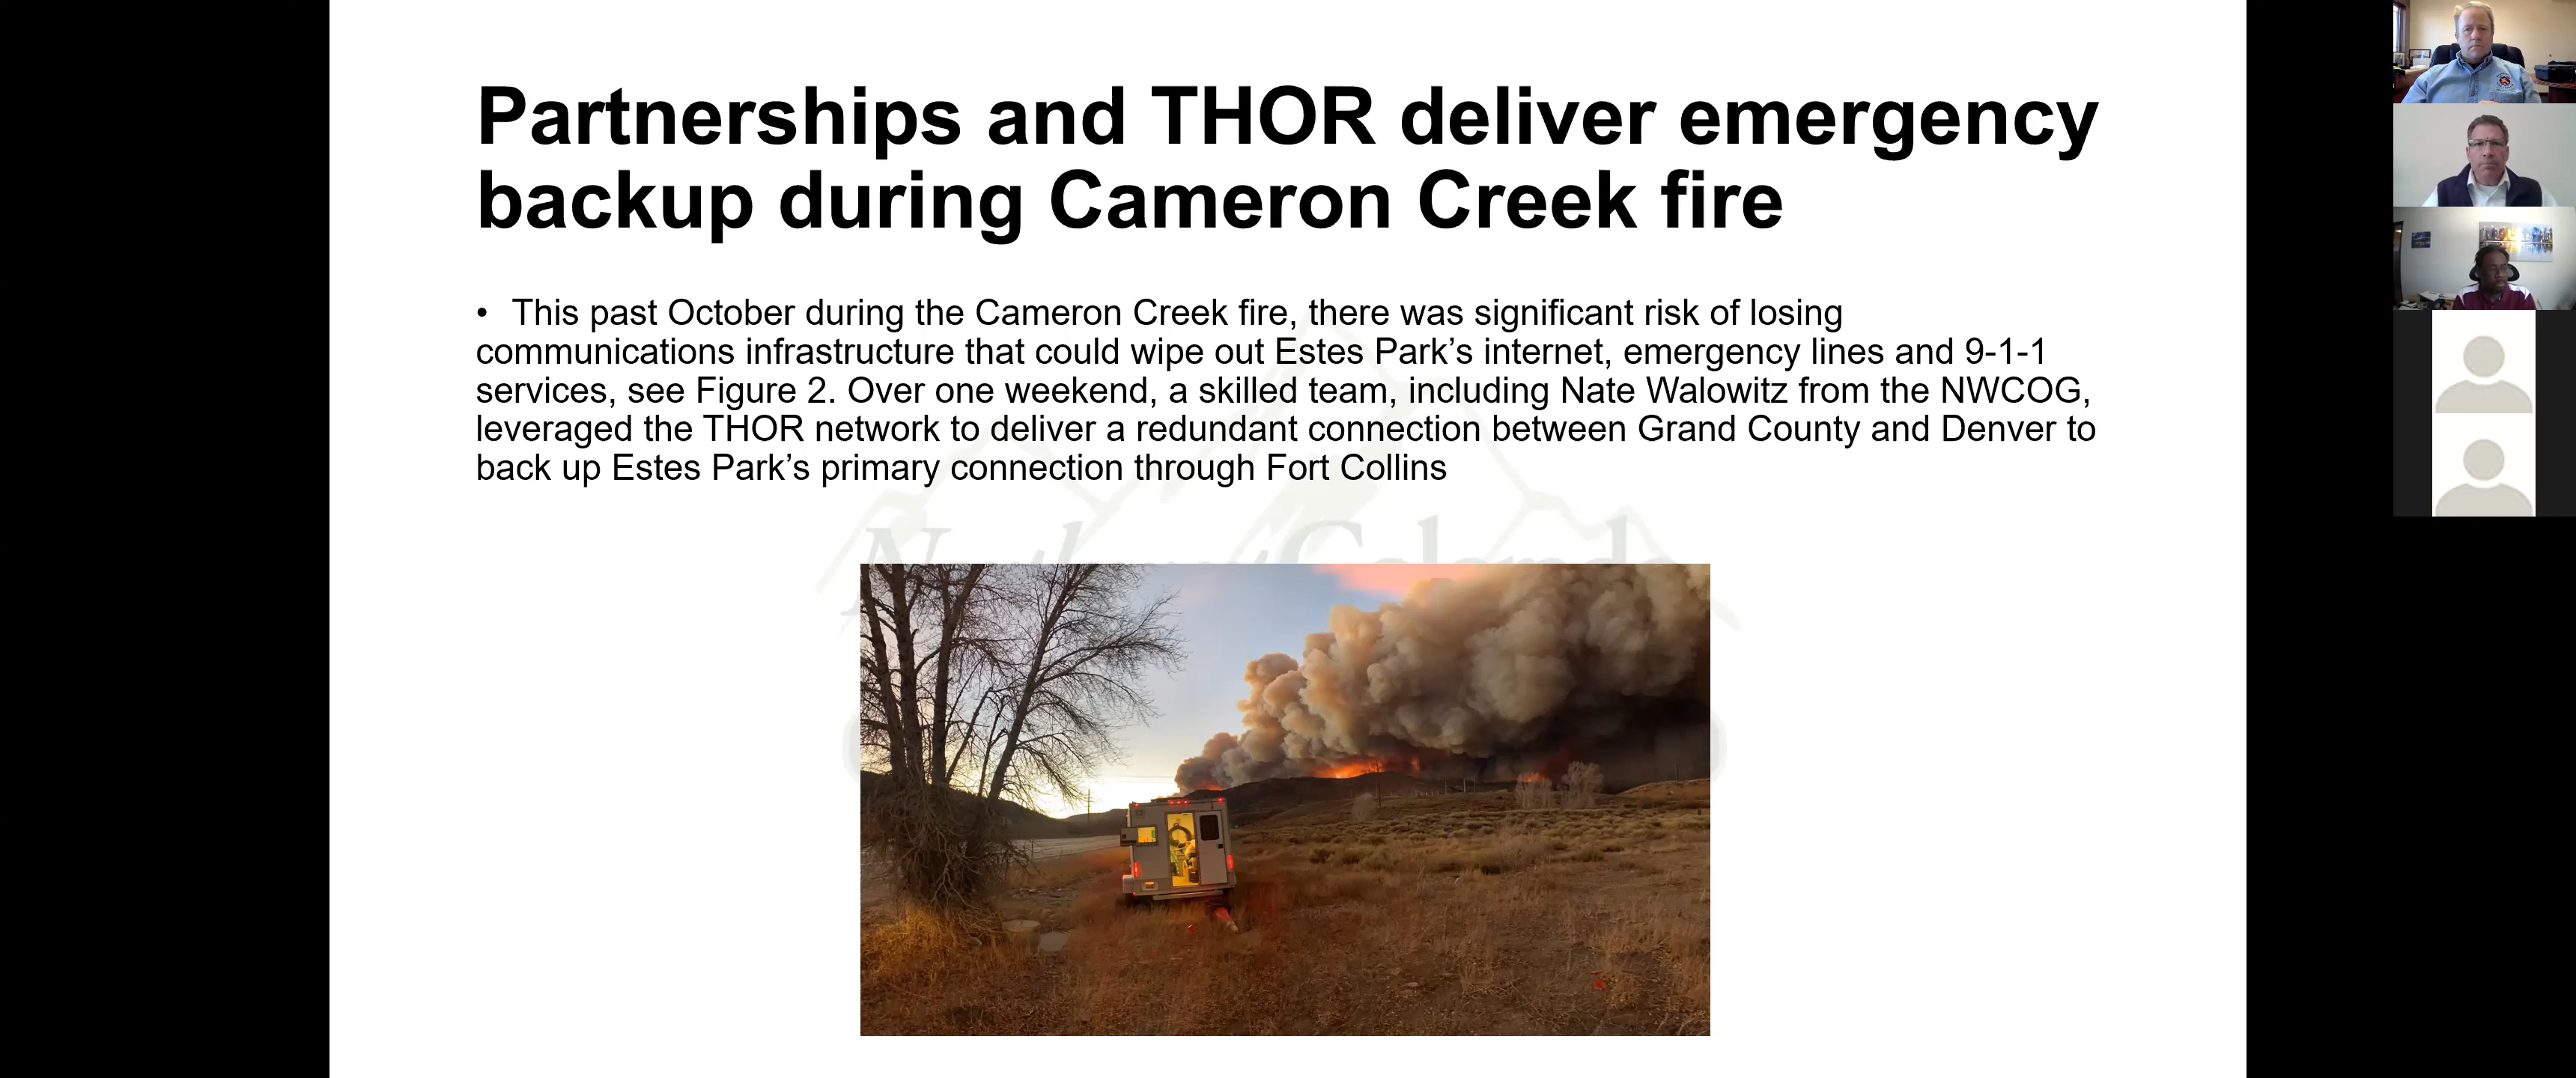 Partnerships and THOR deliver emergency
backup during Cameron Creek fire
• This past October during the Cameron Creek fire, there was significant risk of losing
communications infrastructure that could wipe out Estes Park’s internet, emergency lines and 9-1-1
services, see Figure 2. Over one weekend, a skilled team, including Nate Walowitz from the NWCOG,
leveraged the THOR network to deliver a redundant connection between Grand County and Denver to
back up Estes Park’s primary connection through Fort Collins